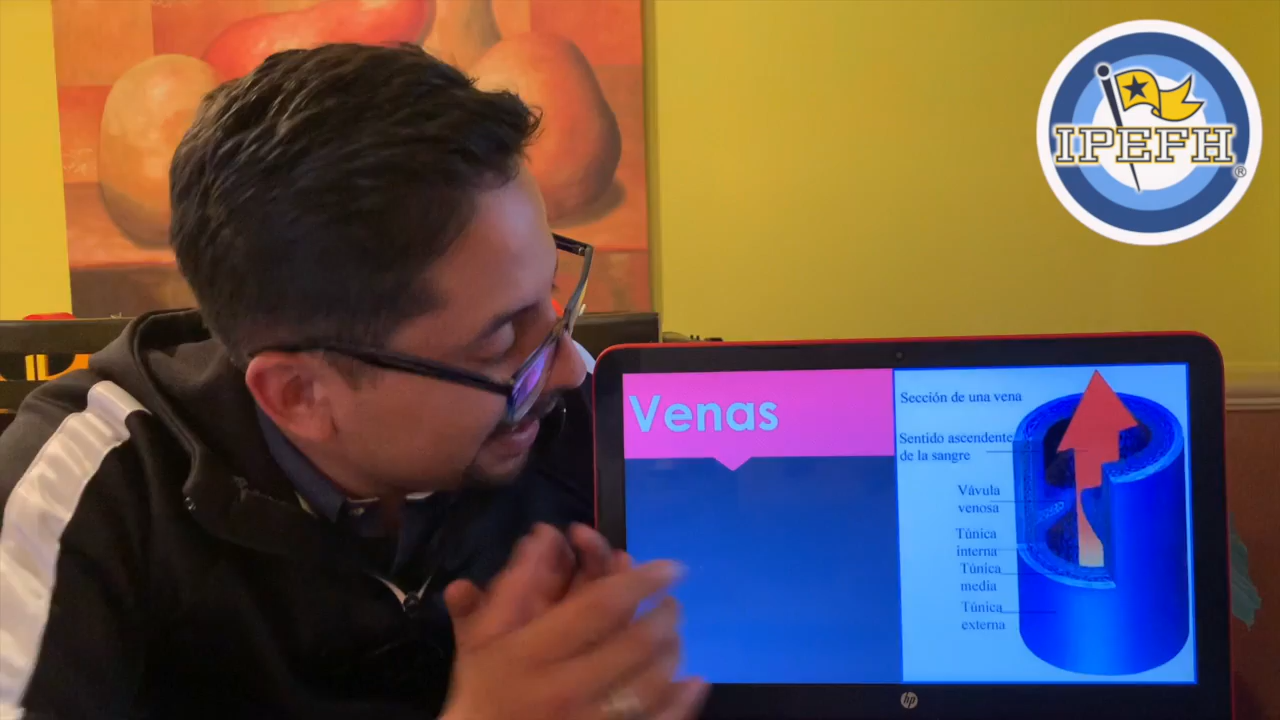 IPEFH
®
Venas
Sección de una vena
Sentido ascendente
de la sangre
Vávula
venosa
Túnica
interna
Túnica
media
Túnica
externa
hp